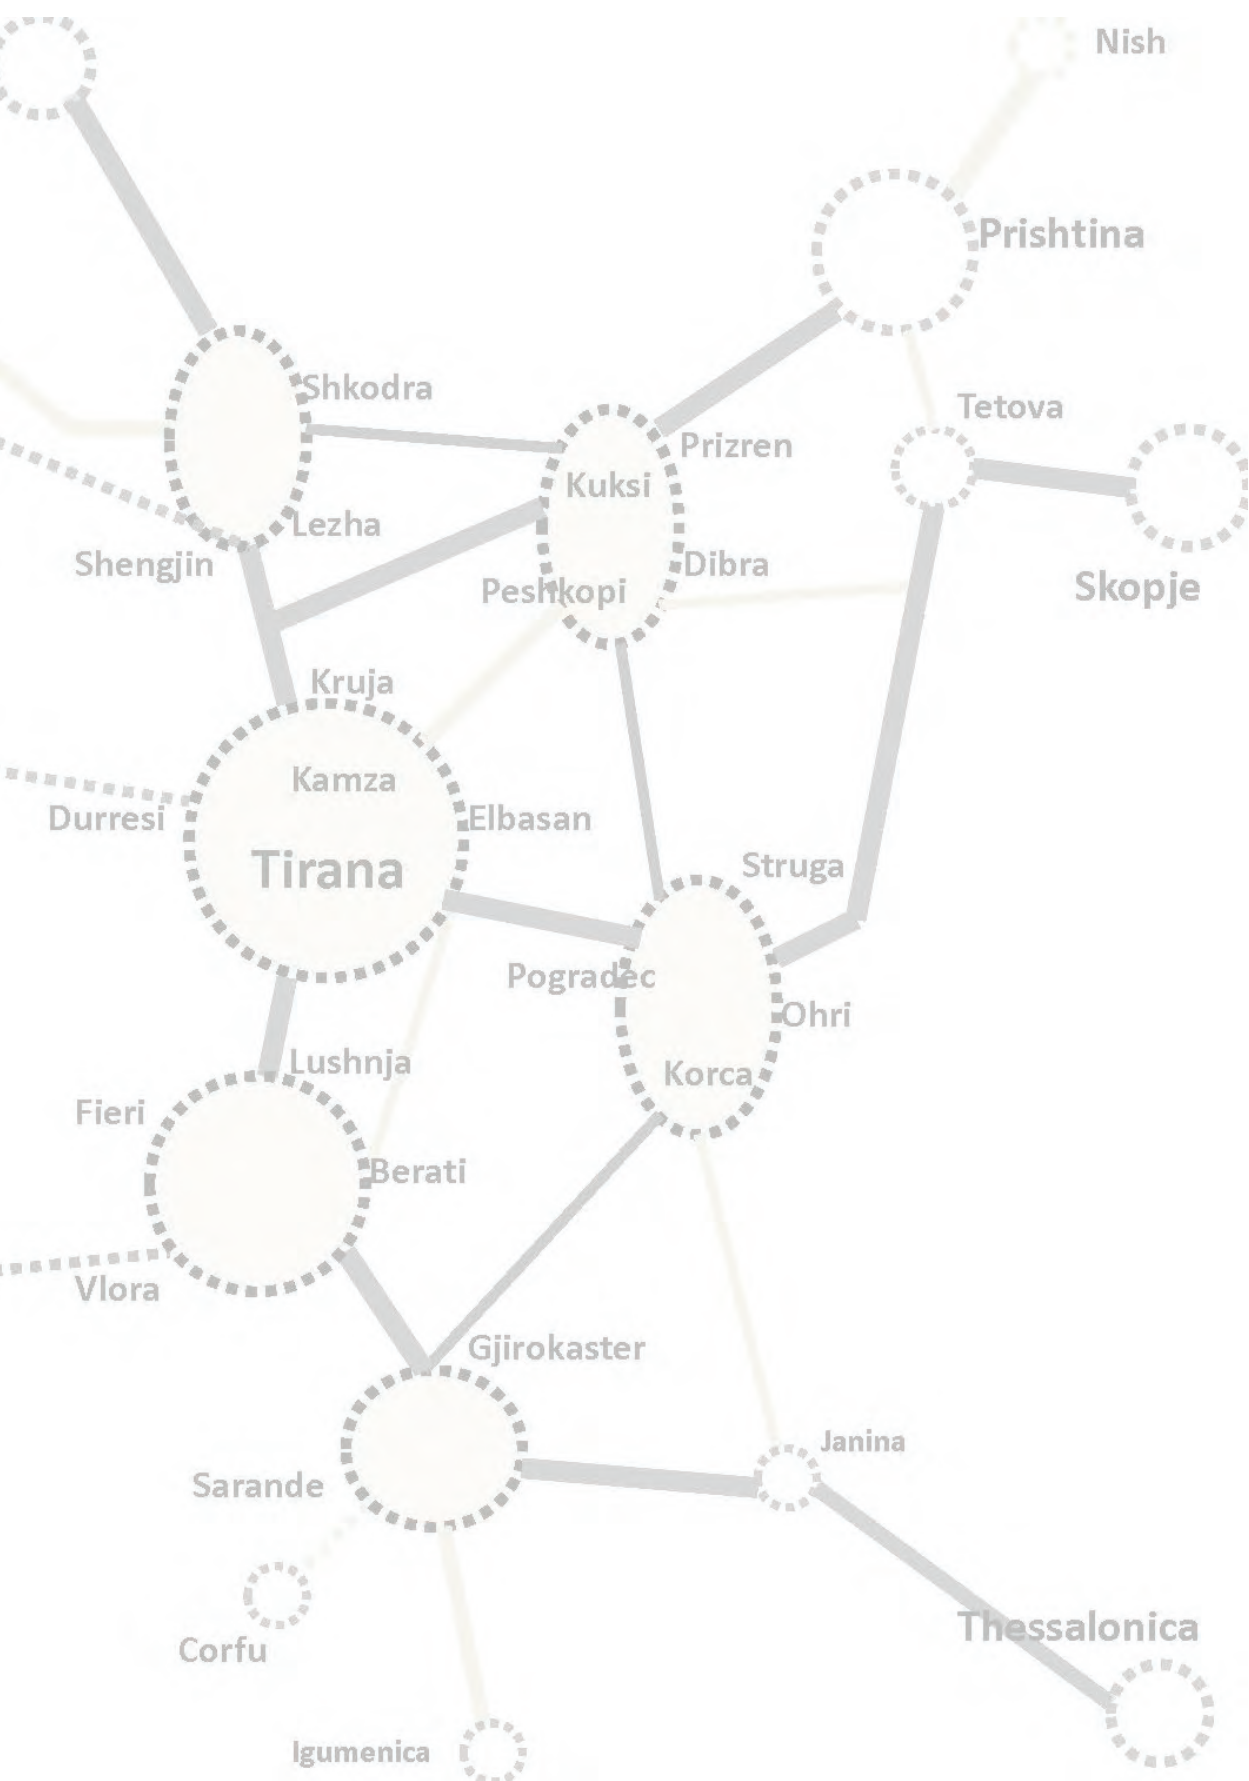 Nish
Prishtina
Shkodra
Tetova
Prizren
Kuksi
Lezha
Shengjin
Dibra
Peshkopi
Skopje
Kruja
Kamza
Durresi
Elbasan
Tirana
Struga
Pogradec
Ohri
Lushnja
Korca
Fieri
Berati
Vlora
Gjirokaster
Janina
Sarande
Thessalonica
Corfu
Igumenica